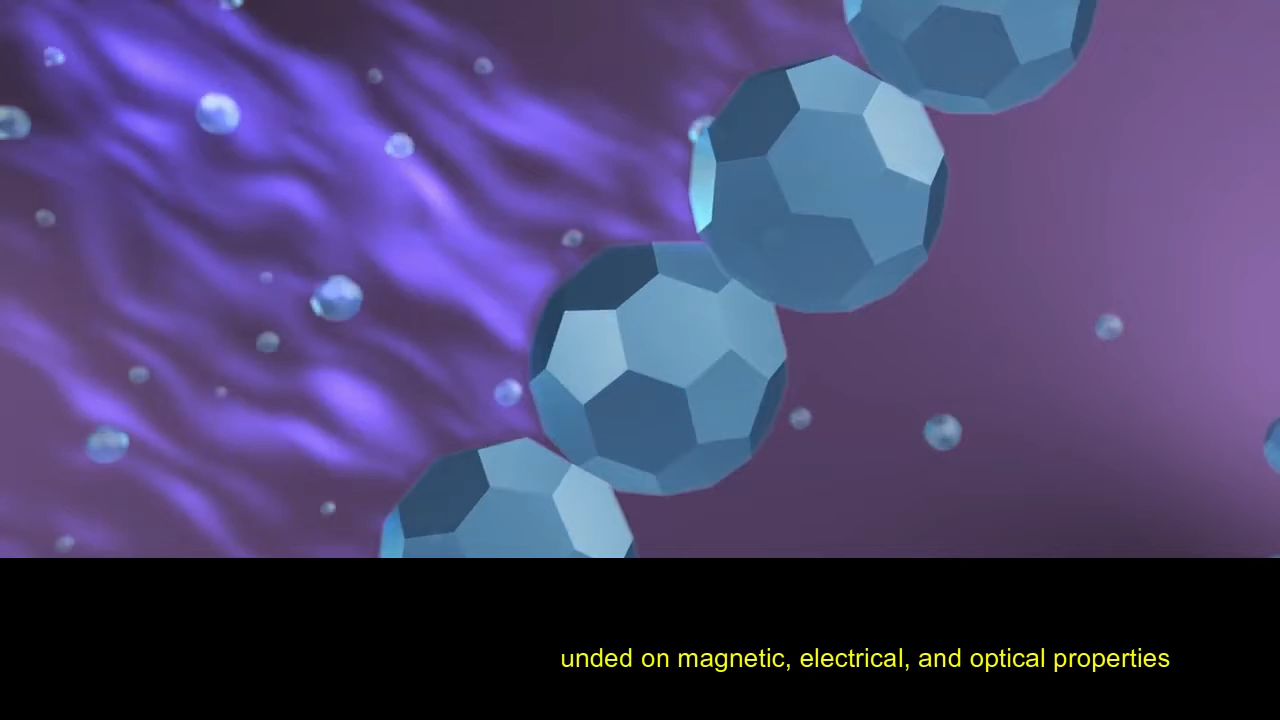 unded on magnetic, electrical, and optical properties